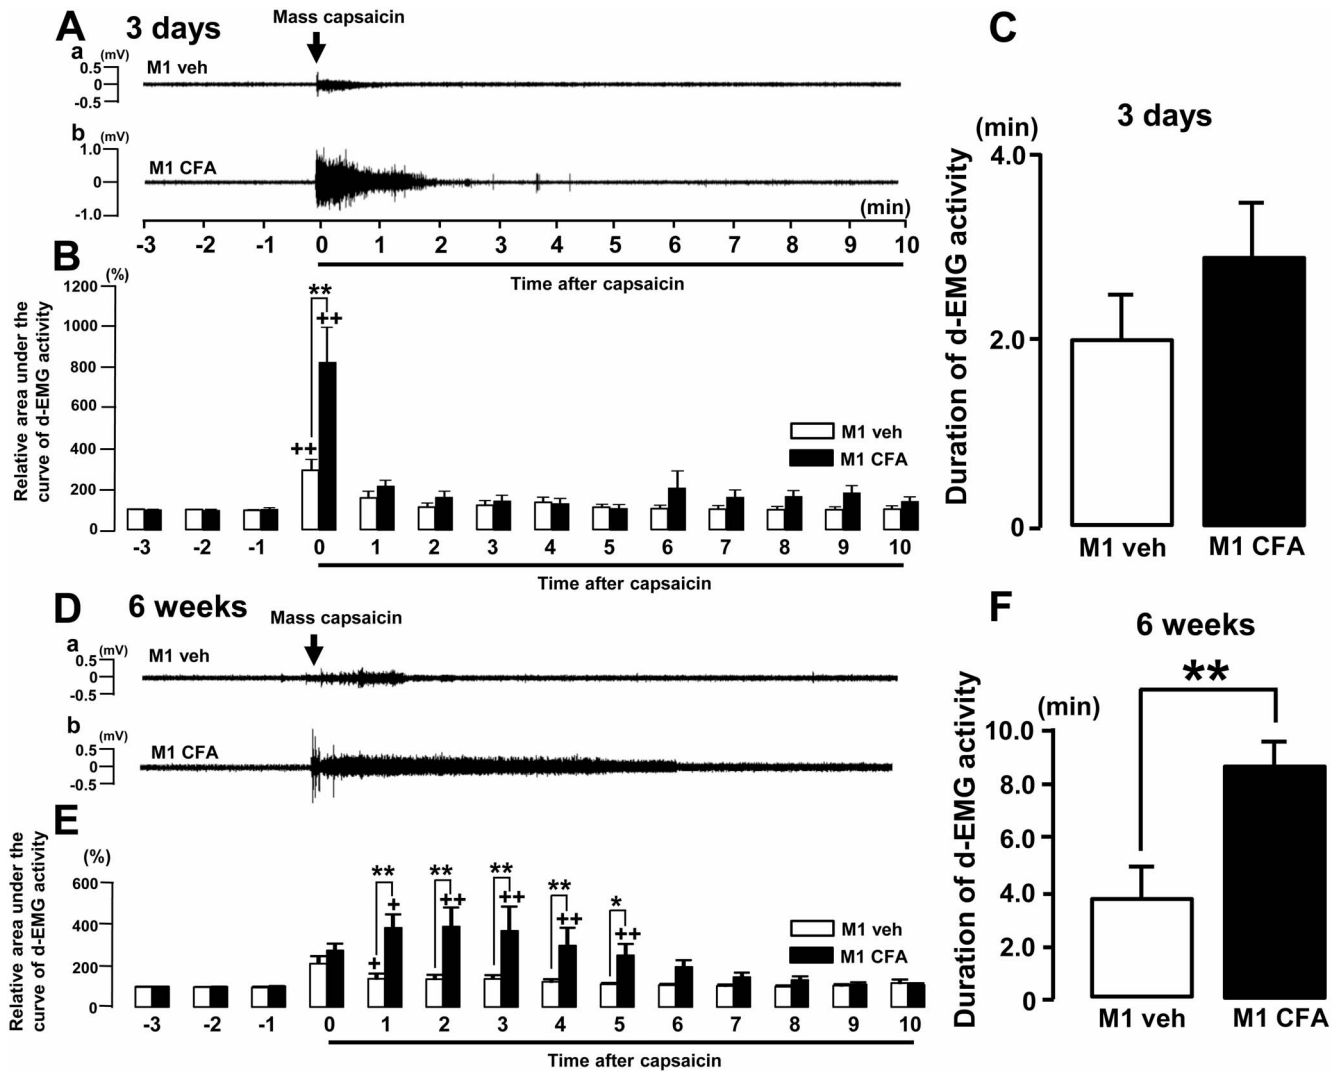 A 3 days
Mass capsaicin
a (mV)
M1 veh
0.5
0
-0.5
b (mV)
M1 CFA
1.0
0
-1.0
(min)
-3 -2 -1 0 1 2 3 4 5 6 7 8 9 10
Time after capsaicin
B
(%)
Relative area under the
curve of d-EMG activity
1200
1000
800
600
400
200
0
**
++
++
M1 veh
M1 CFA
-3 -2 -1 0 1 2 3 4 5 6 7 8 9 10
Time after capsaicin
C
3 days
(min)
Duration of d-EMG activity
4.0
2.0
0
M1 veh M1 CFA
D 6 weeks
Mass capsaicin
a (mV)
M1 veh
0.5
0
-0.5
b (mV)
M1 CFA
0.5
0
-0.5
E
(%)
Relative area under the
curve of d-EMG activity
600
400
200
0
** ** ** ** *
+ + ++ ++ ++ ++
M1 veh
M1 CFA
-3 -2 -1 0 1 2 3 4 5 6 7 8 9 10
Time after capsaicin
F
6 weeks
**
(min)
Duration of d-EMG activity
10.0
8.0
6.0
4.0
2.0
0
M1 veh M1 CFA